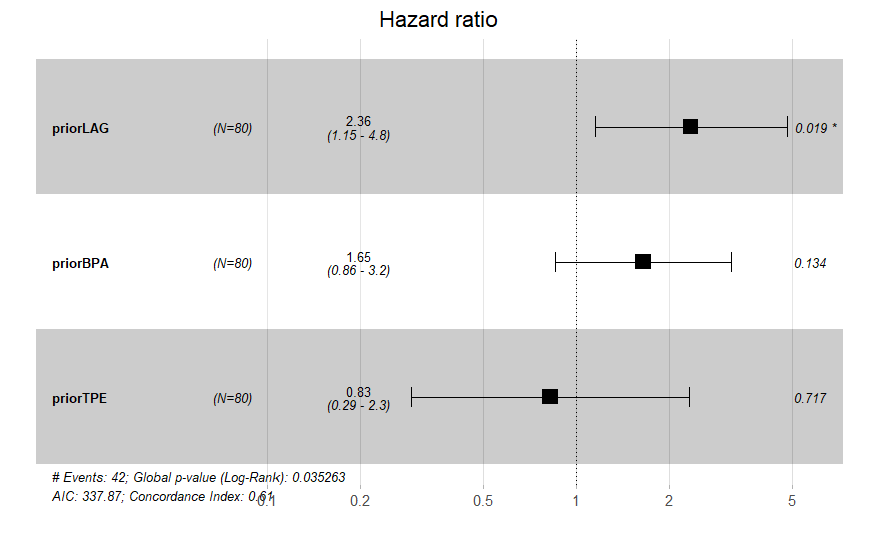 Hazard ratio
priorLAG (N=80) 2.36 0.019 *
(1.15 - 4.8)
priorBPA (N=80) 1.65 0.134
(0.86 - 3.2)
priorTPE (N=80) 0.83 0.717
(0.29 - 2.3)
# Events: 42; Global p-value (Log-Rank): 0.035263
AIC: 337.87; Concordance Index: 0.61
0.1 0.2 0.5 1 2 5